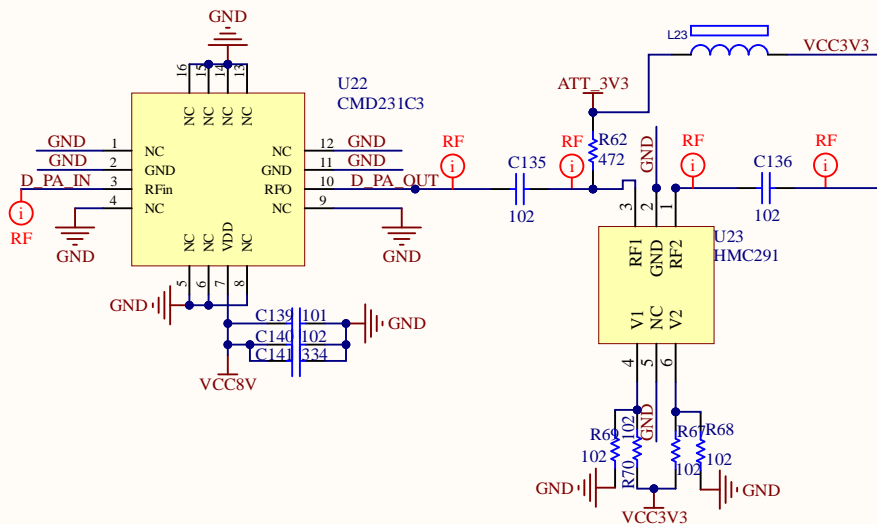 GND
L23
VCC3V3
16
15
14
13
U22
CMD231C3
NC
NC
NC
NC
ATT_3V3
GND
1
NC
NC
12
GND
R62
472
GND
RF
RF
RF
GND
2
GND
GND
11
GND
C135
C136
D_PA_IN
3
RFin
RFO
10
D_PA_OUT
i
i
i
i
4
NC
NC
9
102
102
RF
GND
GND
3
2
1
U23
HMC291
RF1
GND
RF2
NC
NC
VDD
NC
5
6
7
8
GND
C139
101
GND
C140
102
C141
334
V1
NC
V2
VCC8V
4
5
6
GND
R69
102
102
R70
R67
102
R68
102
GND
GND
VCC3V3